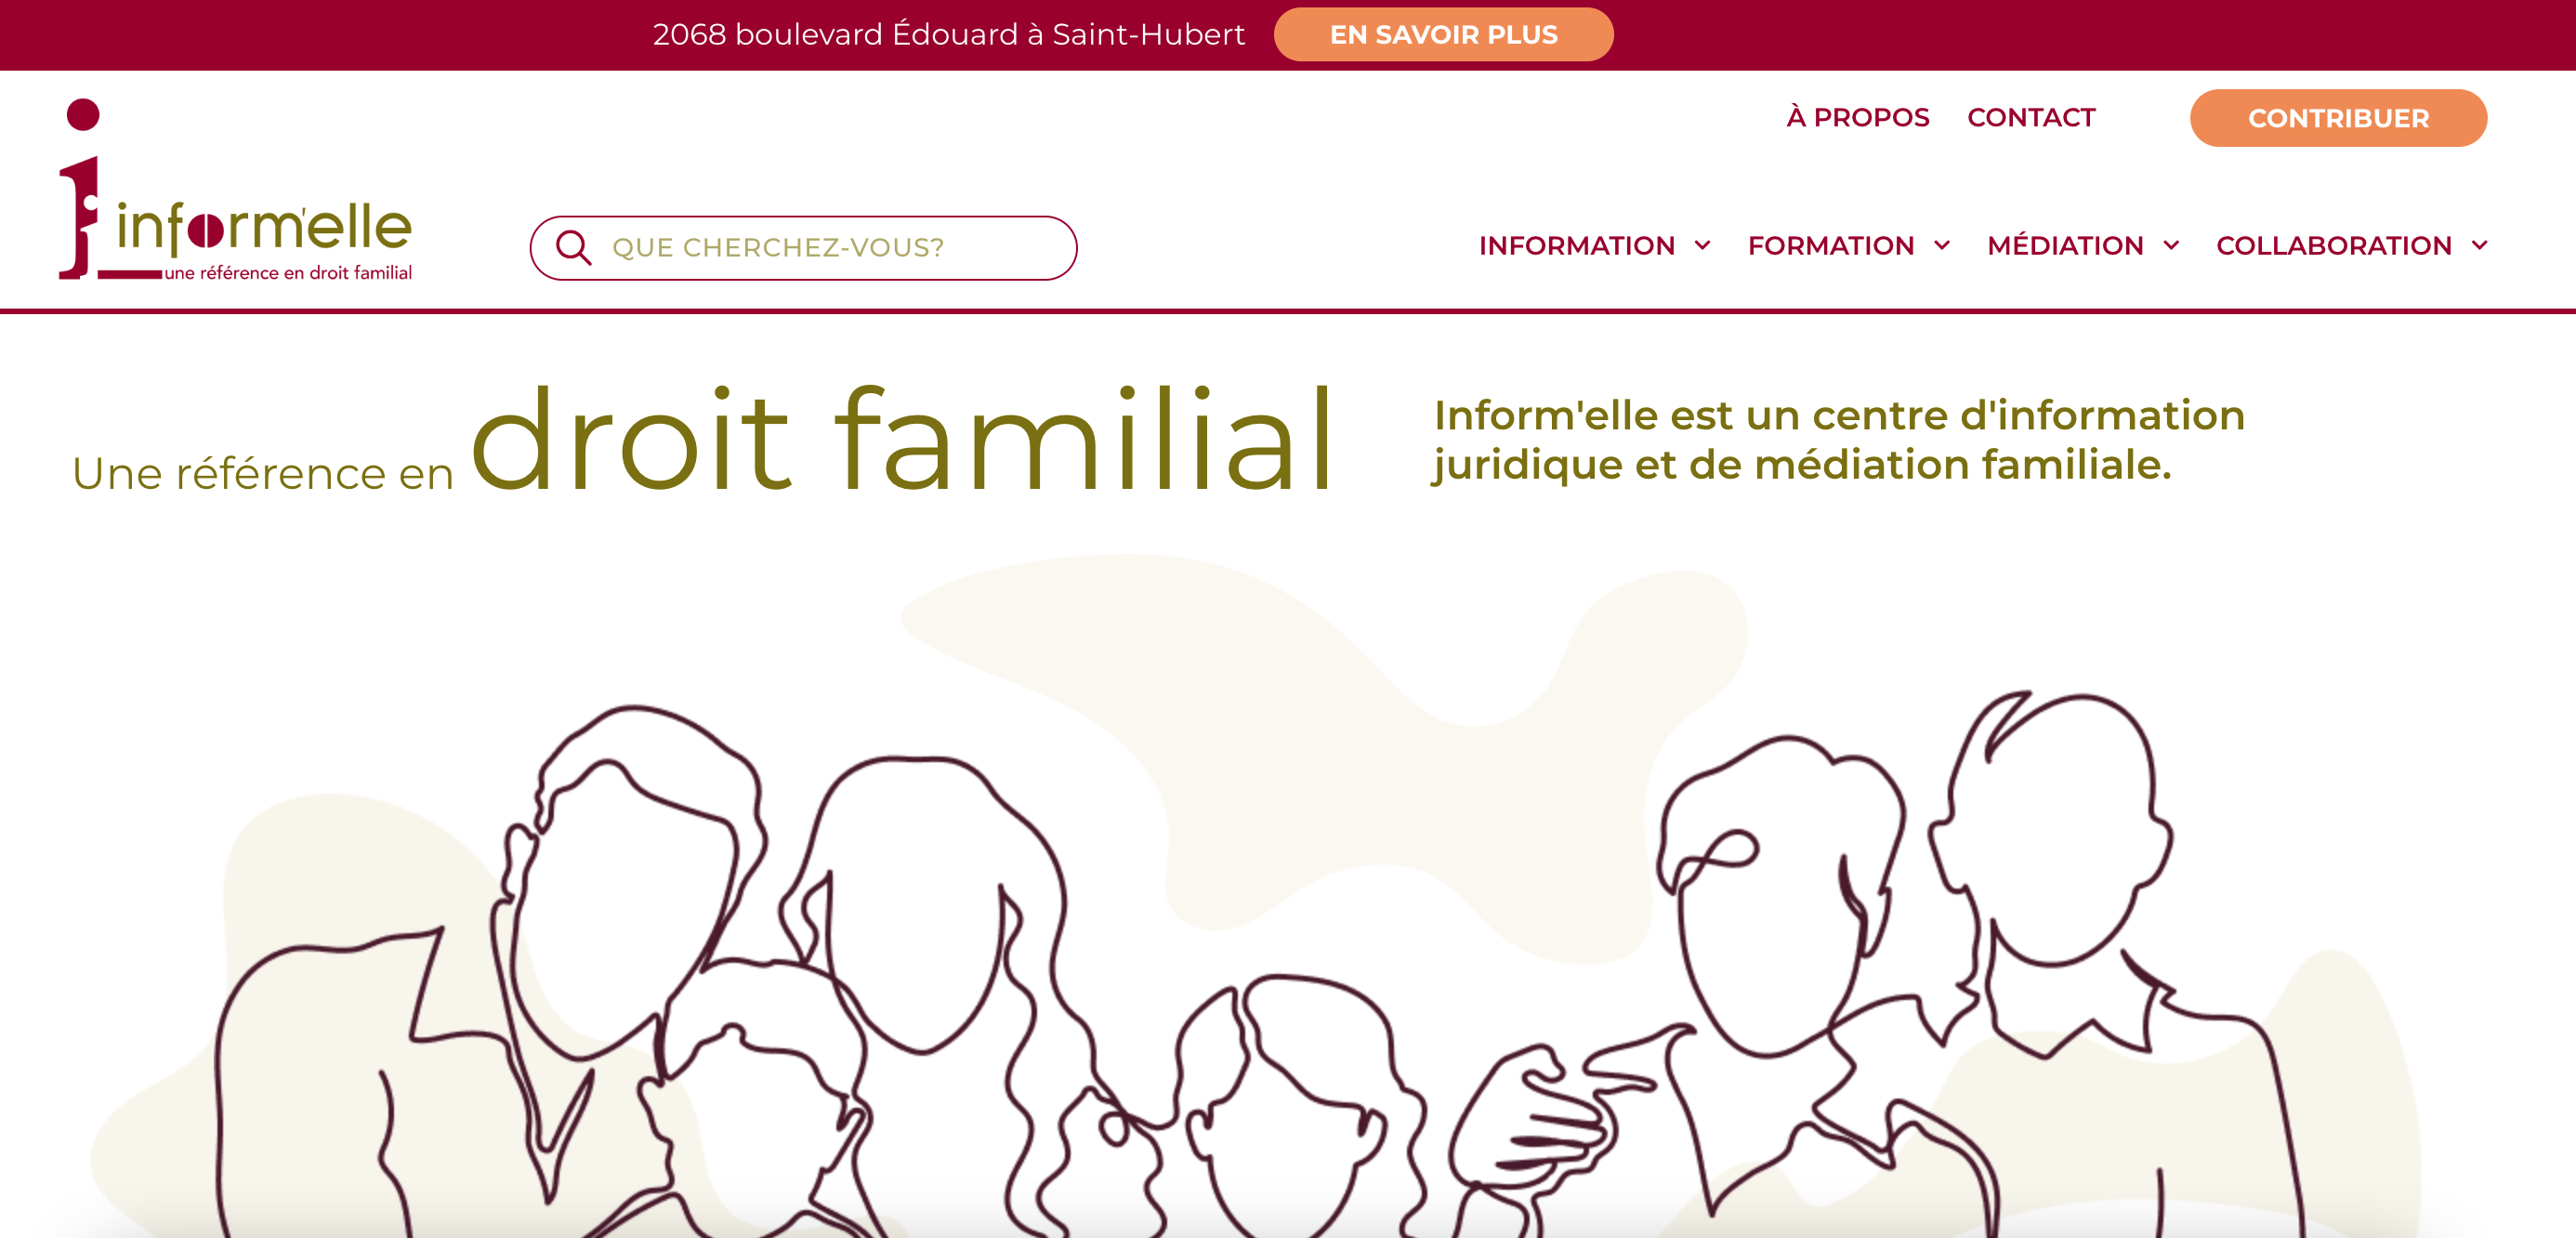 2068 boulevard Édouard à Saint-Hubert EN SAVOIR PLUS
À PROPOS CONTACT CONTRIBUER
inform'elle
une référence en droit familial
QUE CHERCHEZ-VOUS?
INFORMATION FORMATION MÉDIATION COLLABORATION
Une référence en droit familial
Inform'elle est un centre d'information
juridique et de médiation familiale.